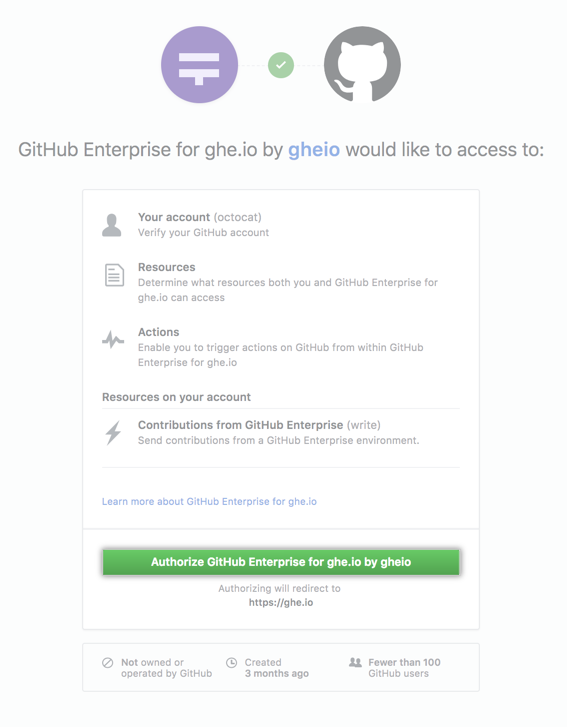 GitHub Enterprise for ghe.io by gheio would like to access to:
Your account (octocat)
Verify your GitHub account
Resources
Determine what resources both you and GitHub Enterprise for
ghe.io can access
Actions
Enable you to trigger actions on GitHub from within GitHub
Enterprise for ghe.io
Resources on your account
Contributions from GitHub Enterprise (write)
Send contributions from a GitHub Enterprise environment.
Learn more about GitHub Enterprise for ghe.io
Authorize GitHub Enterprise for ghe.io by gheio
Authorizing will redirect to
https://ghe.io
Not owned or
operated by GitHub
Created
3 months ago
Fewer than 100
GitHub users